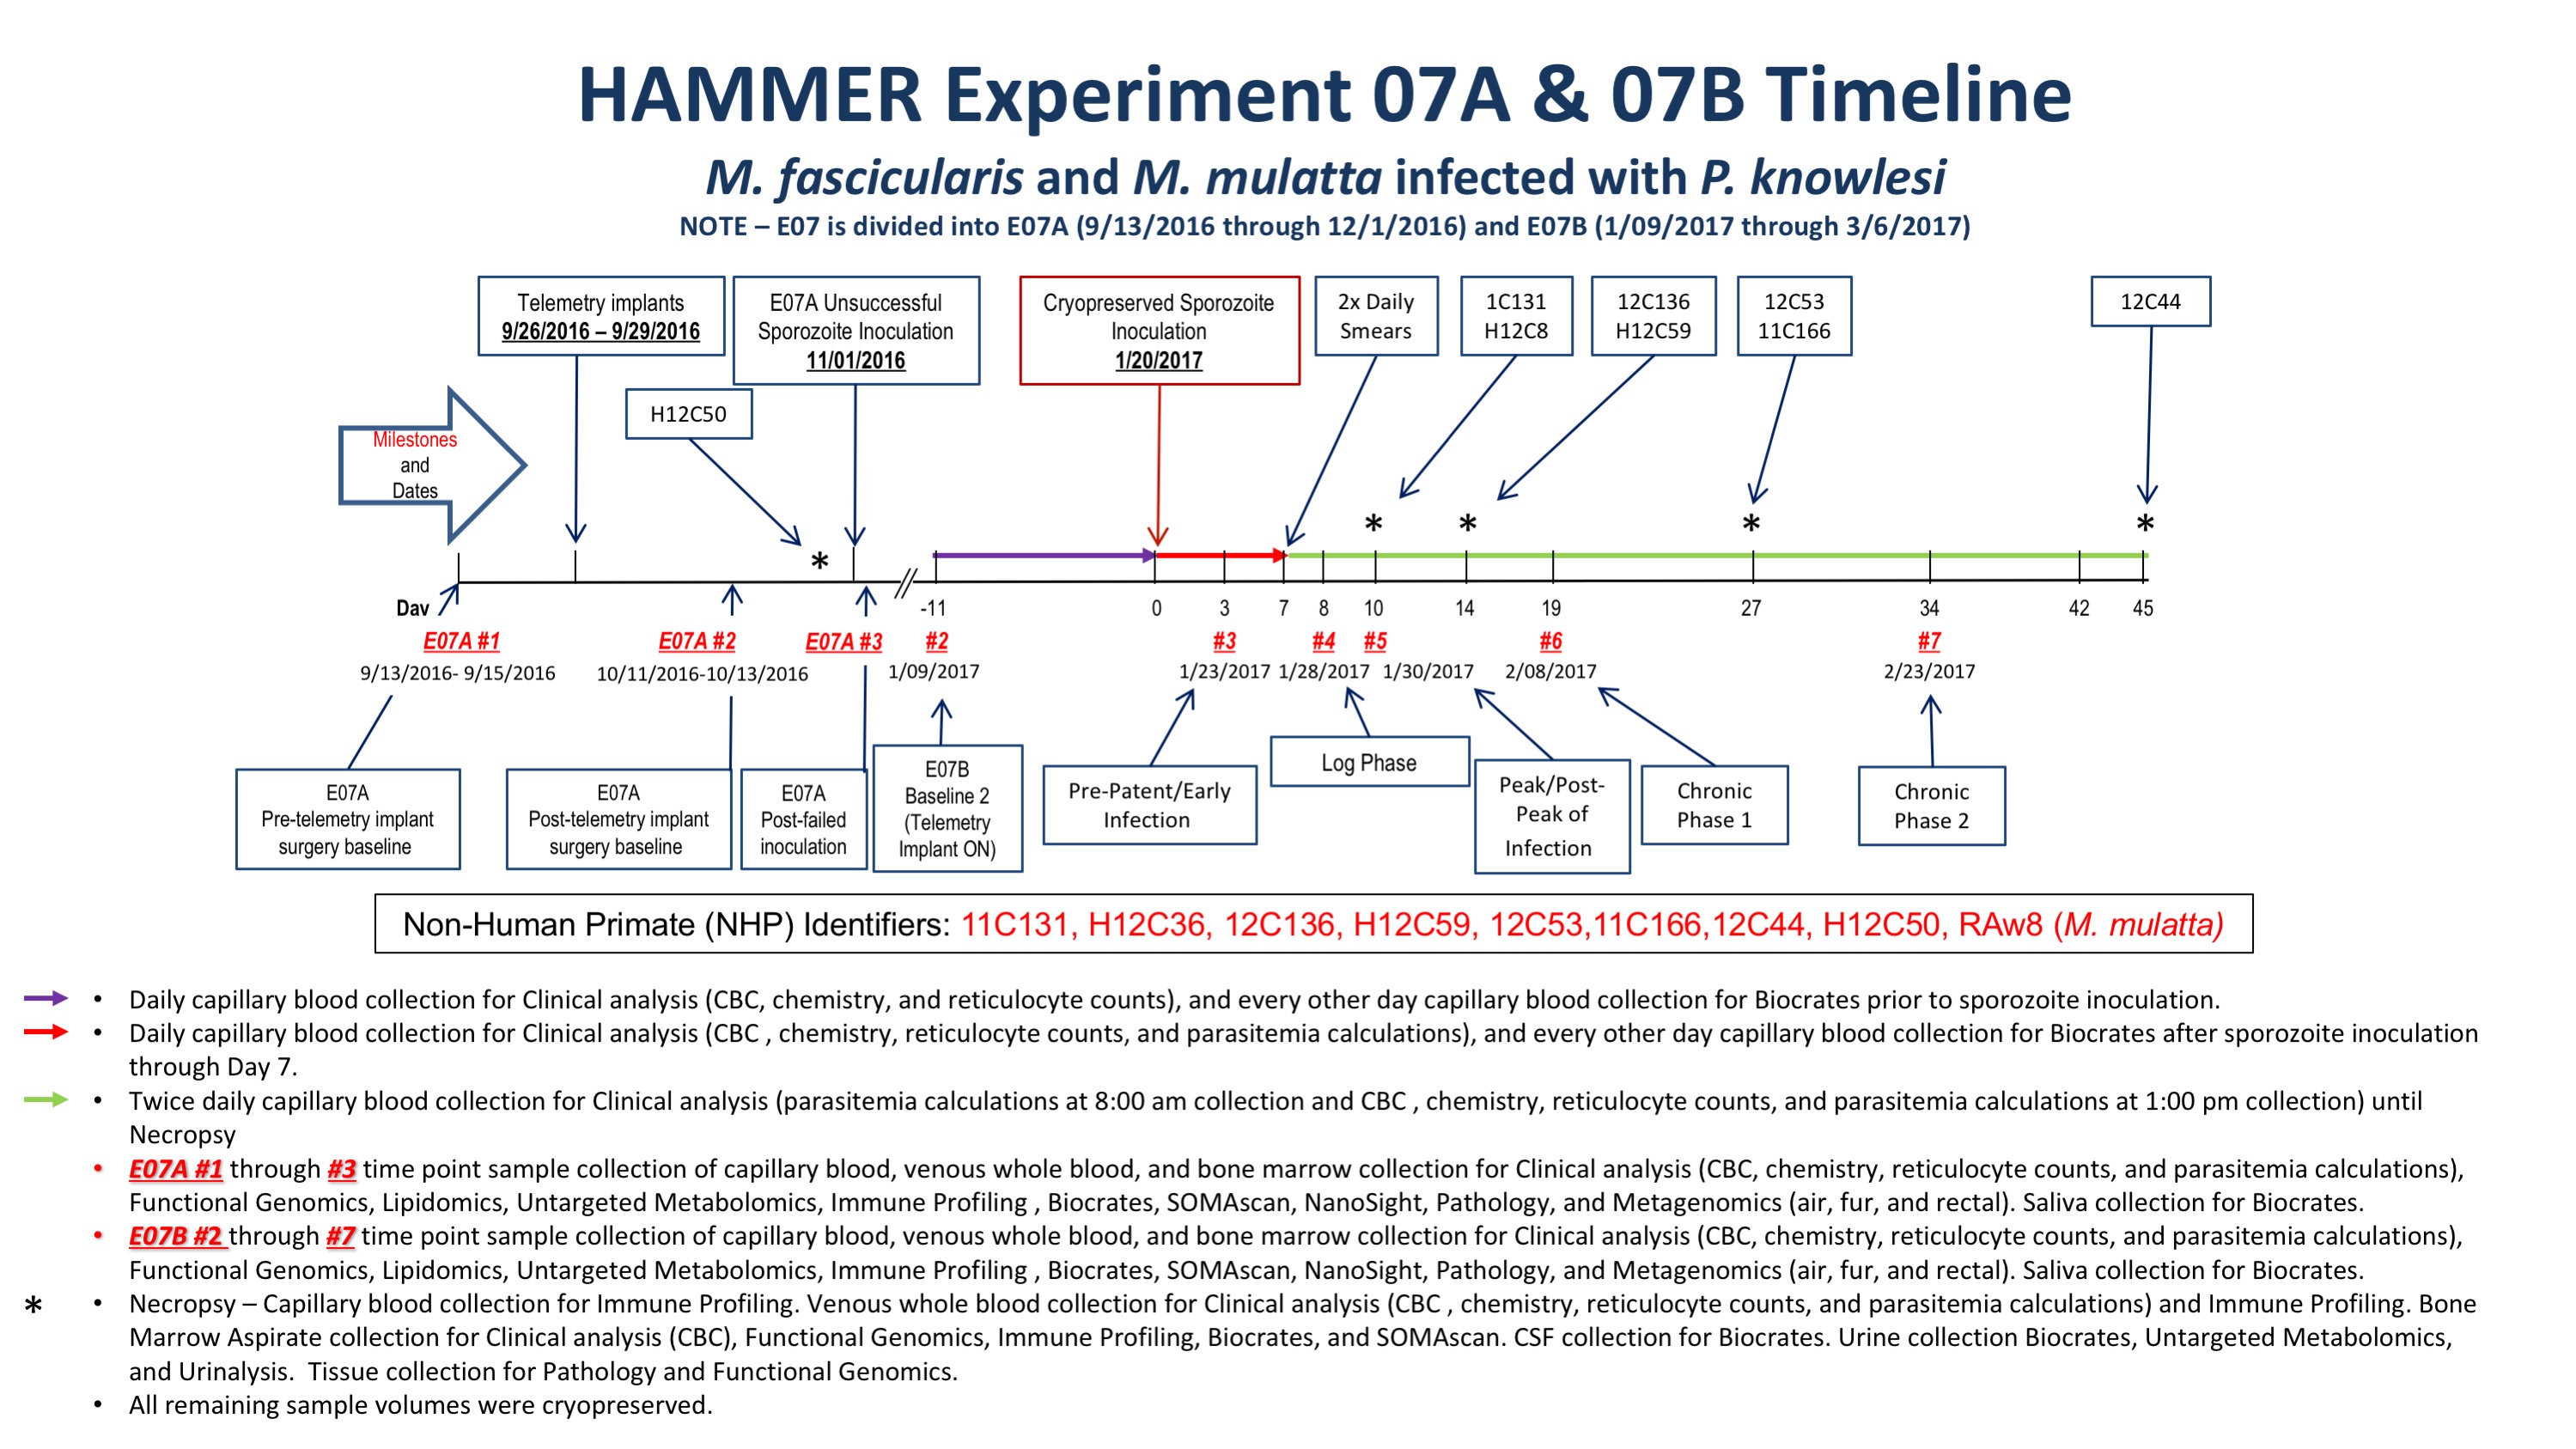 HAMMER Experiment 07A & 07B Timeline
M. fascicularis and M. mulatta infected with P. knowlesi
NOTE – E07 is divided into E07A (9/13/2016 through 12/1/2016) and E07B (1/09/2017 through 3/6/2017)
Telemetry implants
9/26/2016 – 9/29/2016
E07A Unsuccessful
Sporozoite Inoculation
11/01/2016
Cryopreserved Sporozoite
Inoculation
1/20/2017
2x Daily
Smears
1C131
H12C8
12C136
H12C59
12C53
11C166
12C44
H12C50
Milestones
and
Dates
*
*
*
*
*
Day
-11
0
3
7
8
10
14
19
27
34
42
45
E07A #1
E07A #2
E07A #3
#2
#3
#4
#5
#6
#7
9/13/2016- 9/15/2016
10/11/2016-10/13/2016
1/09/2017
1/23/2017
1/28/2017
1/30/2017
2/08/2017
2/23/2017
E07A
Pre-telemetry implant
surgery baseline
E07A
Post-telemetry implant
surgery baseline
E07A
Post-failed
inoculation
E07B
Baseline 2
(Telemetry
Implant ON)
Pre-Patent/Early
Infection
Log Phase
Peak/Post-
Peak of
Infection
Chronic
Phase 1
Chronic
Phase 2
Non-Human Primate (NHP) Identifiers: 11C131, H12C36, 12C136, H12C59, 12C53,11C166,12C44, H12C50, RAw8 (M. mulatta)
• Daily capillary blood collection for Clinical analysis (CBC, chemistry, and reticulocyte counts), and every other day capillary blood collection for Biocrates prior to sporozoite inoculation.
• Daily capillary blood collection for Clinical analysis (CBC , chemistry, reticulocyte counts, and parasitemia calculations), and every other day capillary blood collection for Biocrates after sporozoite inoculation
through Day 7.
• Twice daily capillary blood collection for Clinical analysis (parasitemia calculations at 8:00 am collection and CBC , chemistry, reticulocyte counts, and parasitemia calculations at 1:00 pm collection) until
Necropsy
• E07A #1 through #3 time point sample collection of capillary blood, venous whole blood, and bone marrow collection for Clinical analysis (CBC, chemistry, reticulocyte counts, and parasitemia calculations),
Functional Genomics, Lipidomics, Untargeted Metabolomics, Immune Profiling , Biocrates, SOMAscan, NanoSight, Pathology, and Metagenomics (air, fur, and rectal). Saliva collection for Biocrates.
• E07B #2 through #7 time point sample collection of capillary blood, venous whole blood, and bone marrow collection for Clinical analysis (CBC, chemistry, reticulocyte counts, and parasitemia calculations),
Functional Genomics, Lipidomics, Untargeted Metabolomics, Immune Profiling , Biocrates, SOMAscan, NanoSight, Pathology, and Metagenomics (air, fur, and rectal). Saliva collection for Biocrates.
* • Necropsy – Capillary blood collection for Immune Profiling. Venous whole blood collection for Clinical analysis (CBC , chemistry, reticulocyte counts, and parasitemia calculations) and Immune Profiling. Bone
Marrow Aspirate collection for Clinical analysis (CBC), Functional Genomics, Immune Profiling, Biocrates, and SOMAscan. CSF collection for Biocrates. Urine collection Biocrates, Untargeted Metabolomics,
and Urinalysis. Tissue collection for Pathology and Functional Genomics.
• All remaining sample volumes were cryopreserved.